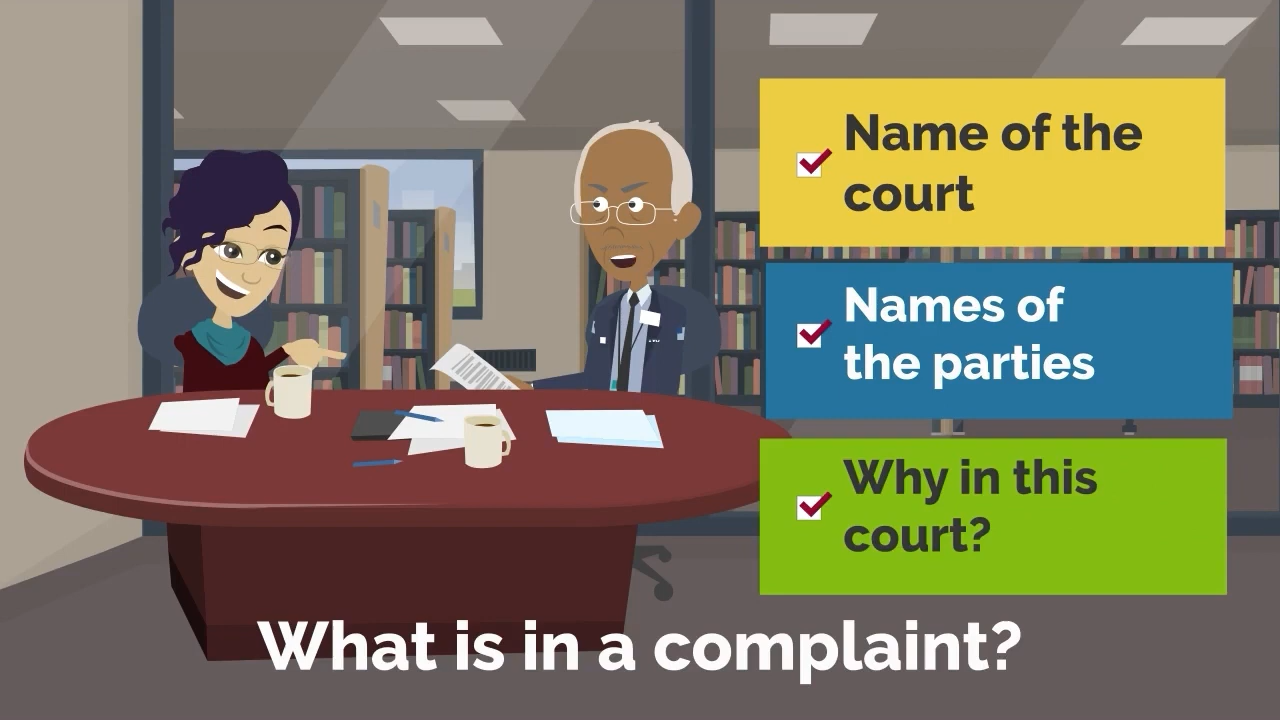 Name of the
court
Names of
the parties
Why in this
court?
What is in a complaint?